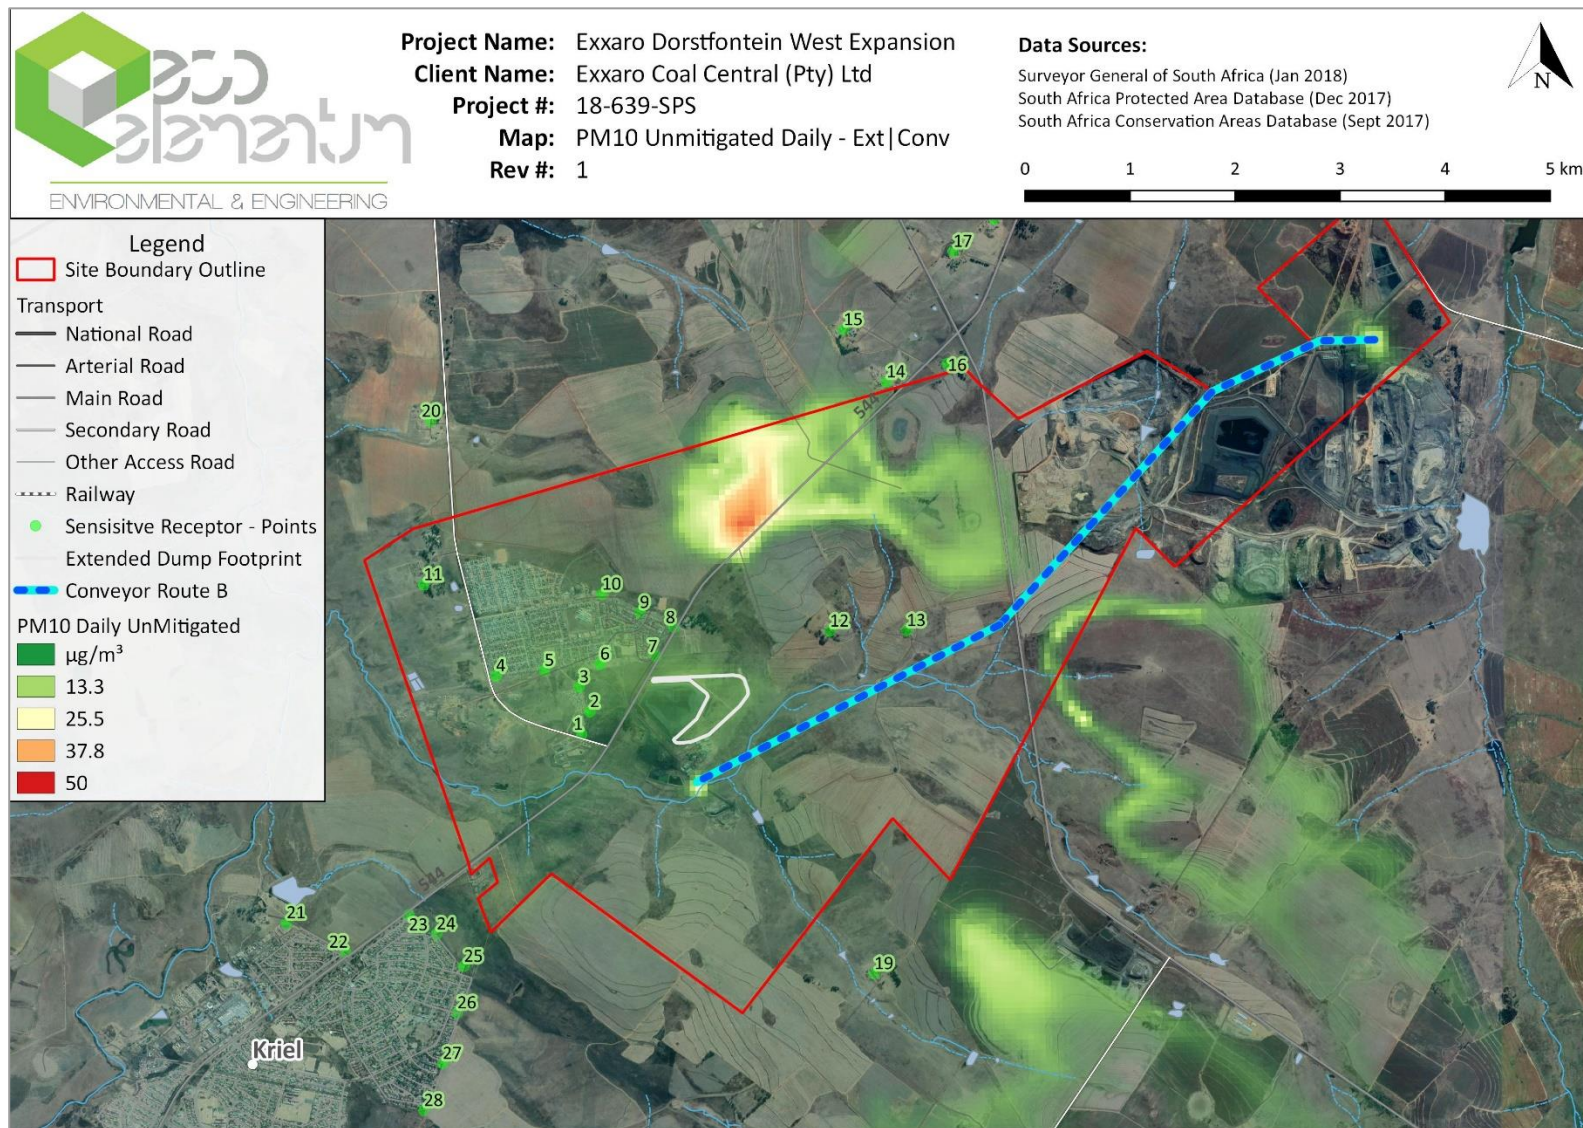 eco
elementum
ENVIRONMENTAL & ENGINEERING
Project Name: Exxaro Dorstfontein West Expansion
Client Name: Exxaro Coal Central (Pty) Ltd
Project #: 18-639-SPS
Map: PM10 Unmitigated Daily - Ext|Conv
Rev #: 1
Data Sources:
Surveyor General of South Africa (Jan 2018)
South Africa Protected Area Database (Dec 2017)
South Africa Conservation Areas Database (Sept 2017)
N
0 1 2 3 4 5 km
Legend
Site Boundary Outline
Transport
National Road
Arterial Road
Main Road
Secondary Road
Other Access Road
Railway
Sensisitve Receptor - Points
Extended Dump Footprint
Conveyor Route B
PM10 Daily UnMitigated
µg/m³
13.3
25.5
37.8
50
17
15
14
16
544
20
11
10
9
8
12
13
7
6
5
4
3
2
1
544
21
22
23
24
25
19
26
27
28
Kriel